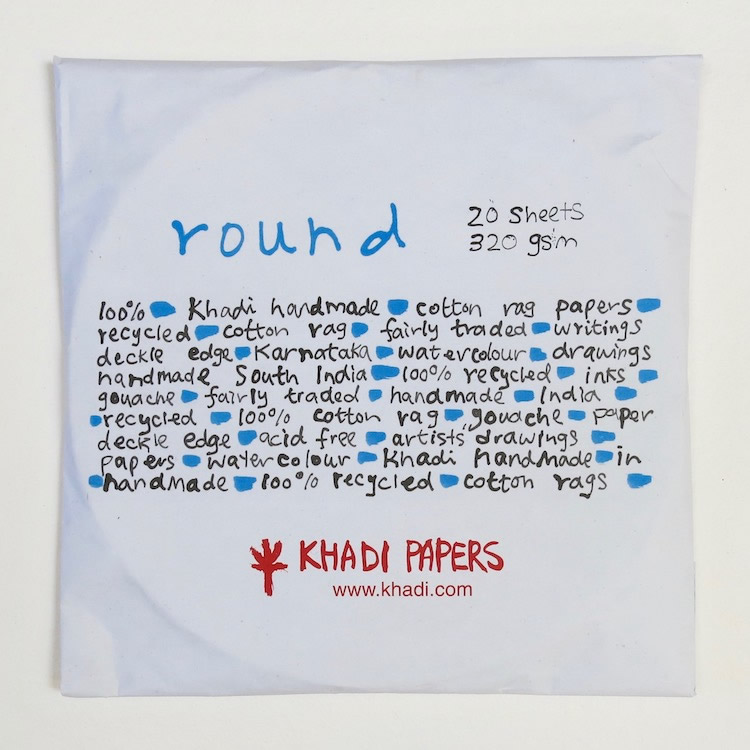 round
20 sheets
320 gsm
100% Khadi handmade cotton rag papers
recycled cotton rag fairly traded writings
deckle edge Karnataka watercolour drawings
handmade South India 100% recycled inks
gouache fairly traded handmade India
recycled 100% cotton rag gouache paper
deckle edge acid free artists' drawings
papers watercolour Khadi handmade in
handmade 100% recycled cotton rags
KHADI PAPERS
www.khadi.com